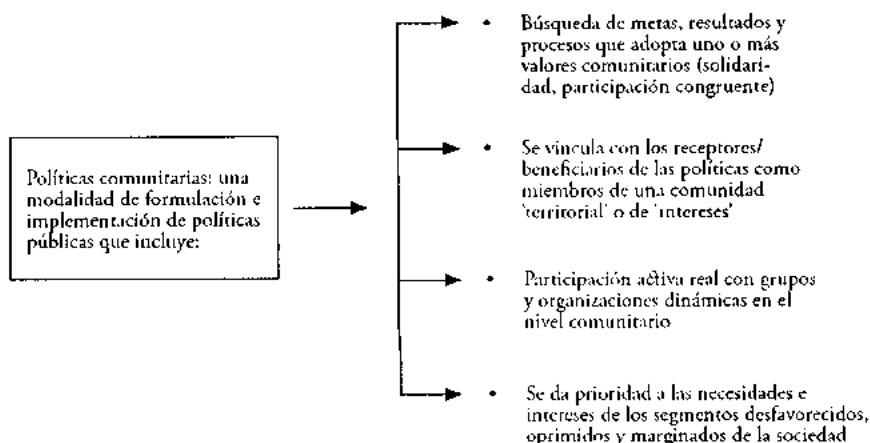 Políticas comunitarias: una
modalidad de formulación e
implementación de políticas
públicas que incluye:
• Búsqueda de metas, resultados y
procesos que adopta uno o más
valores comunitarios (solidari-
dad, participación congruente)
• Se vincula con los receptores/
beneficiarios de las políticas como
miembros de una comunidad
'territorial' o de 'intereses'
• Participación activa real con grupos
y organizaciones dinámicas en el
nivel comunitario
• Se da prioridad a las necesidades e
intereses de los segmentos desfavorecidos,
oprimidos y marginados de la sociedad